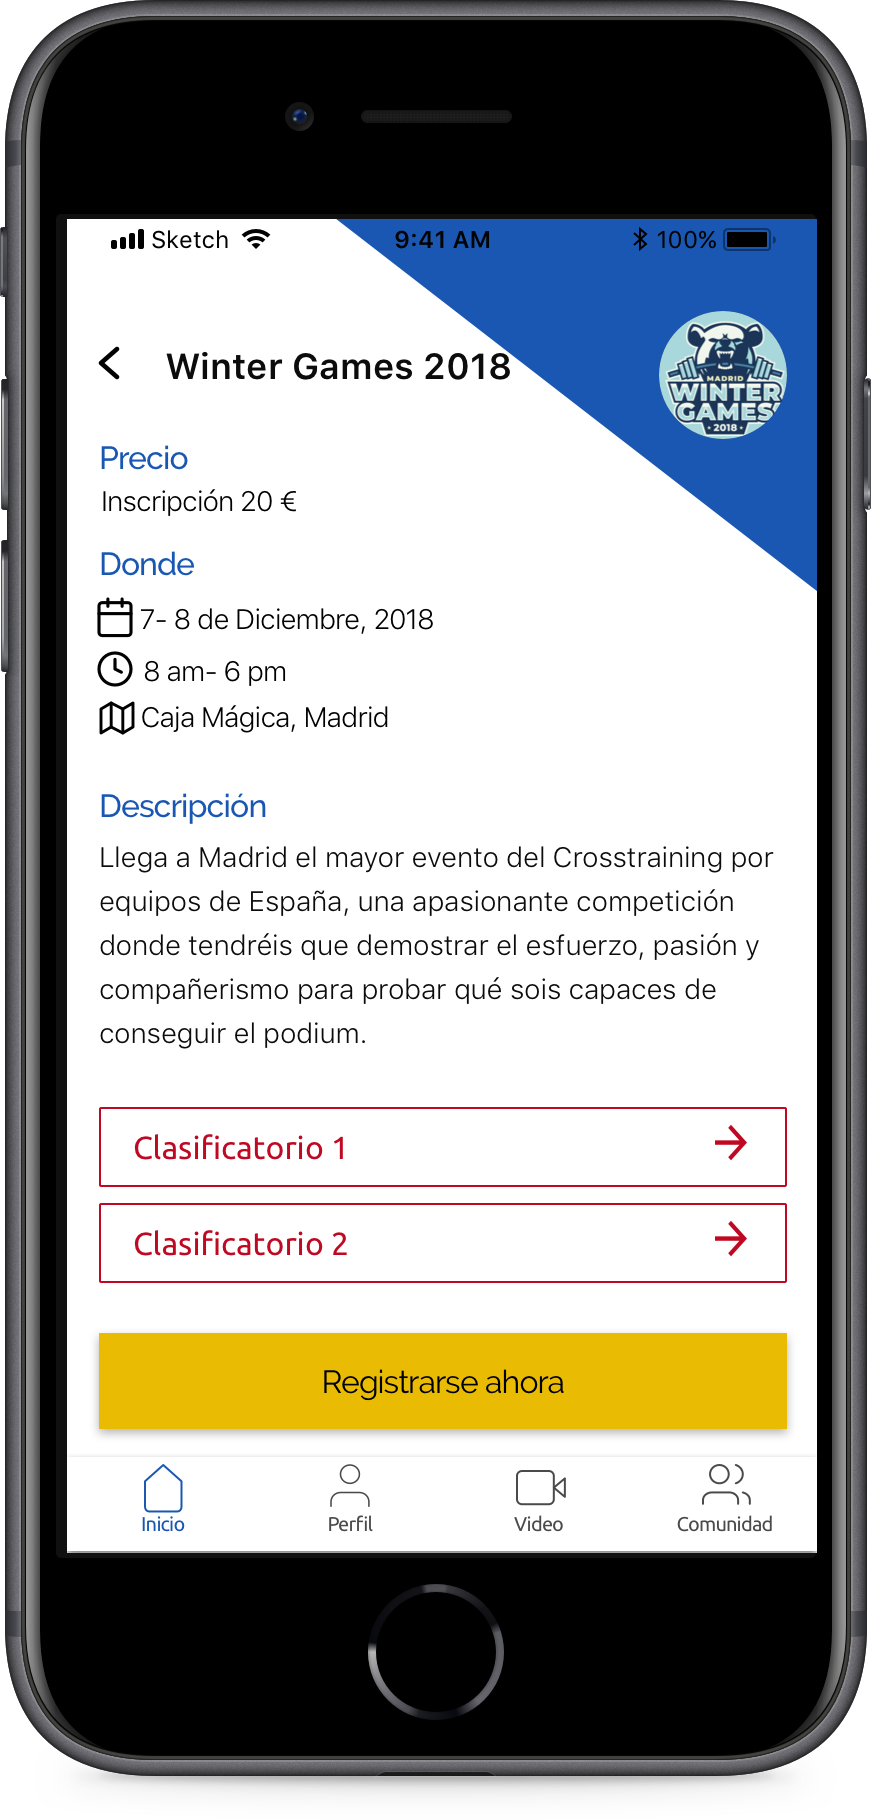 Sketch 9:41 AM 100%
Winter Games 2018
MADRID
WINTER
GAMES
2018
Precio
Inscripción 20 €
Donde
7- 8 de Diciembre, 2018
8 am- 6 pm
Caja Mágica, Madrid
Descripción
Llega a Madrid el mayor evento del Crosstraining por
equipos de España, una apasionante competición
donde tendréis que demostrar el esfuerzo, pasión y
compañerismo para probar qué sois capaces de
conseguir el podium.
Clasificatorio 1
Clasificatorio 2
Registrarse ahora
Inicio Perfil Video Comunidad